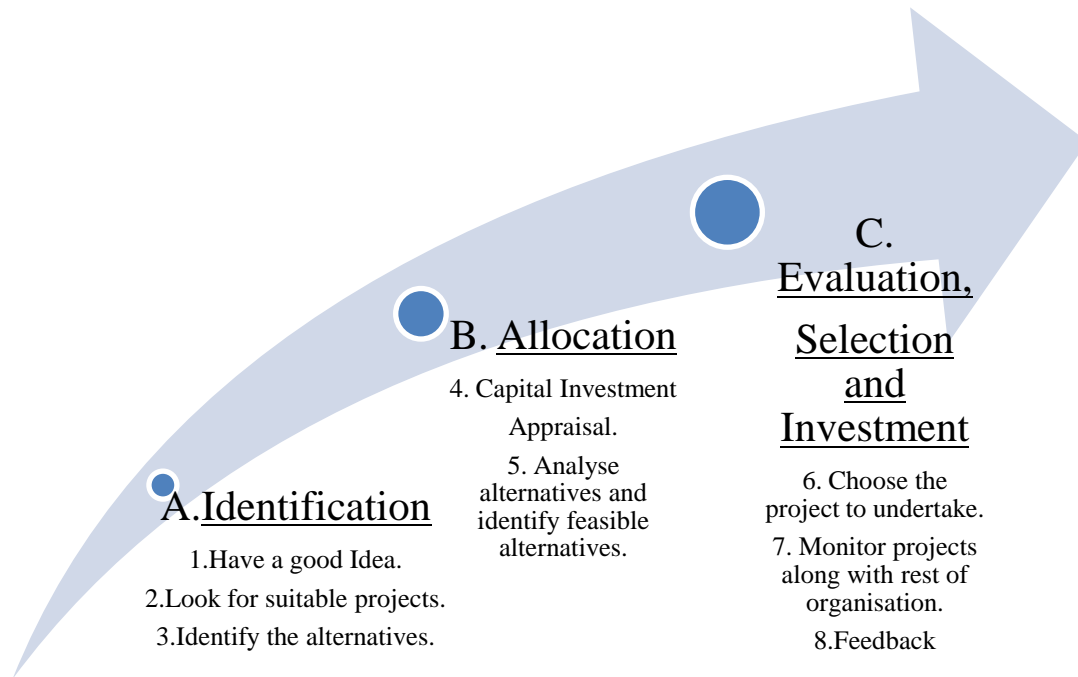 A.Identification
1.Have a good Idea.
2.Look for suitable projects.
3.Identify the alternatives.
B. Allocation
4. Capital Investment
Appraisal.
5. Analyse
alternatives and
identify feasible
alternatives.
C.
Evaluation,
Selection
and
Investment
6. Choose the
project to undertake.
7. Monitor projects
along with rest of
organisation.
8.Feedback